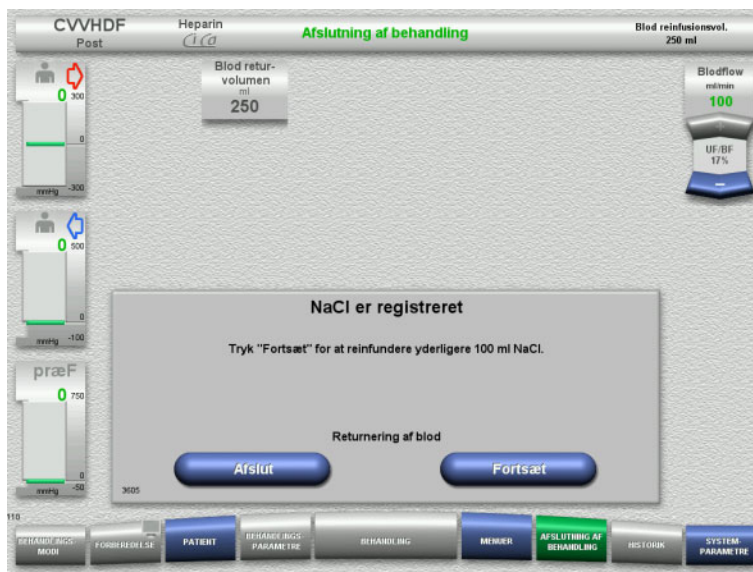 CVVHDF
Post
Heparin
Ci Ca
Afslutning af behandling
Blod reinfusionsvol.
250 ml
0
300
0
-300
mmHg
Blod retur-
volumen
ml
250
Blodflow
ml/min
100
+
UF/BF
17%
–
0
500
0
-100
mmHg
præF
0
750
0
-50
mmHg
NaCl er registreret
Tryk "Fortsæt" for at reinfundere yderligere 100 ml NaCl.
Returnering af blod
Afslut
Fortsæt
3605
110
BEHANDLINGS-
MODI
FORBEREDELSE
PATIENT
BEHANDLINGS-
PARAMETRE
BEHANDLING
MENUER
AFSLUTNING AF
BEHANDLING
HISTORIK
SYSTEM-
PARAMETRE